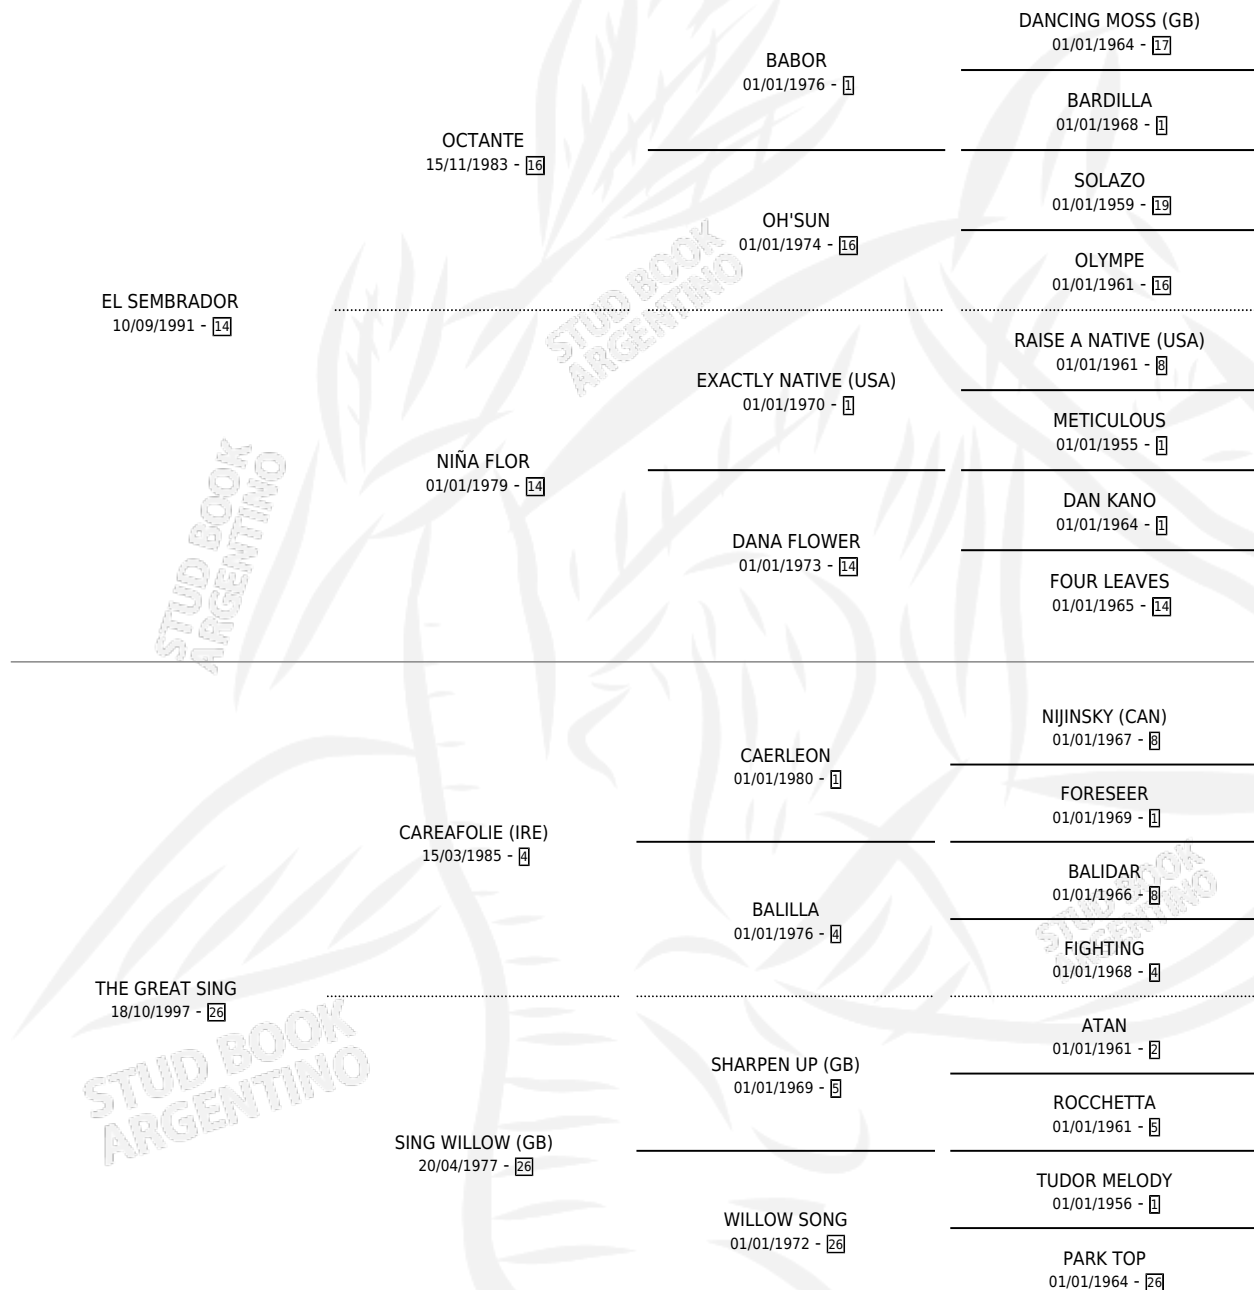 DANCING MOSS (GB)
01/01/1964 - 17
BABOR
01/01/1976 - 1
BARDILLA
01/01/1968 - 1
OCTANTE
15/11/1983 - 16
SOLAZO
01/01/1959 - 19
OH'SUN
01/01/1974 - 16
OLYMPE
01/01/1961 - 16
EL SEMBRADOR
10/09/1991 - 14
RAISE A NATIVE (USA)
01/01/1961 - 8
EXACTLY NATIVE (USA)
01/01/1970 - 1
METICULOUS
01/01/1955 - 1
NIÑA FLOR
01/01/1979 - 14
DAN KANO
01/01/1964 - 1
DANA FLOWER
01/01/1973 - 14
FOUR LEAVES
01/01/1965 - 14
NIJINSKY (CAN)
01/01/1967 - 8
CAERLEON
01/01/1980 - 1
FORESEER
01/01/1969 - 1
CAREAFOLIE (IRE)
15/03/1985 - 4
BALIDAR
01/01/1966 - 8
BALILLA
01/01/1976 - 4
FIGHTING
01/01/1968 - 4
THE GREAT SING
18/10/1997 - 26
ATAN
01/01/1961 - 2
SHARPEN UP (GB)
01/01/1969 - 5
ROCCHETTA
01/01/1961 - 5
SING WILLOW (GB)
20/04/1977 - 26
TUDOR MELODY
01/01/1956 - 1
WILLOW SONG
01/01/1972 - 26
PARK TOP
01/01/1964 - 26
STUD BOOK
ARGENTINO
STUD BOOK
ARGENTINO
STUD BOOK
ARGENTINO
STUD BOOK
ARGENTINO